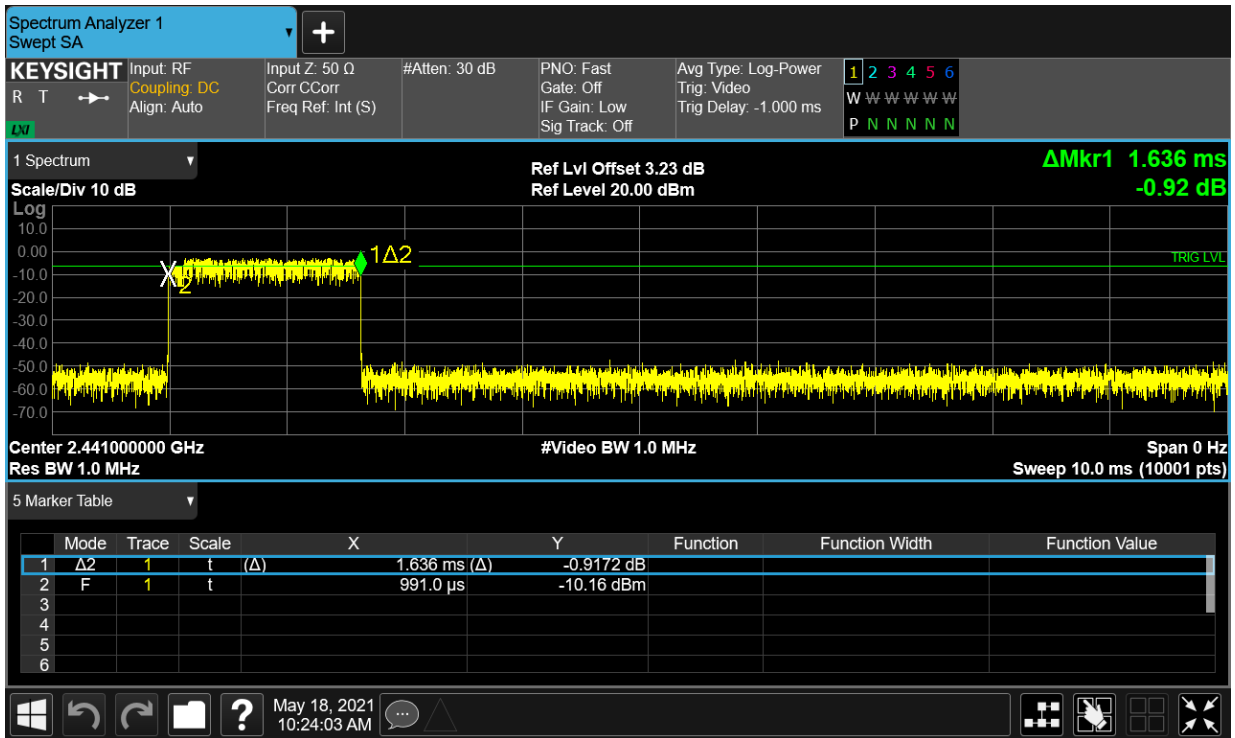 Spectrum Analyzer 1
Swept SA
KEYSIGHT
R T
LXI
Input: RF
Coupling: DC
Align: Auto
Input Z: 50 Ω
Corr CCorr
Freq Ref: Int (S)
#Atten: 30 dB
PNO: Fast
Gate: Off
IF Gain: Low
Sig Track: Off
Avg Type: Log-Power
Trig: Video
Trig Delay: -1.000 ms
1 2 3 4 5 6
W W W W W W
P N N N N N
1 Spectrum
Scale/Div 10 dB
Log
Ref Lvl Offset 3.23 dB
Ref Level 20.00 dBm
ΔMkr1 1.636 ms
-0.92 dB
10.0
0.00
-10.0
-20.0
-30.0
-40.0
-50.0
-60.0
-70.0
2
1Δ2
TRIG LVL
Center 2.441000000 GHz
#Video BW 1.0 MHz
Span 0 Hz
Res BW 1.0 MHz
Sweep 10.0 ms (10001 pts)
5 Marker Table
Mode Trace Scale X Y Function Function Width Function Value
1 Δ2 1 t (Δ) 1.636 ms (Δ) -0.9172 dB
2 F 1 t 991.0 µs -10.16 dBm
3
4
5
6
?
May 18, 2021
10:24:03 AM